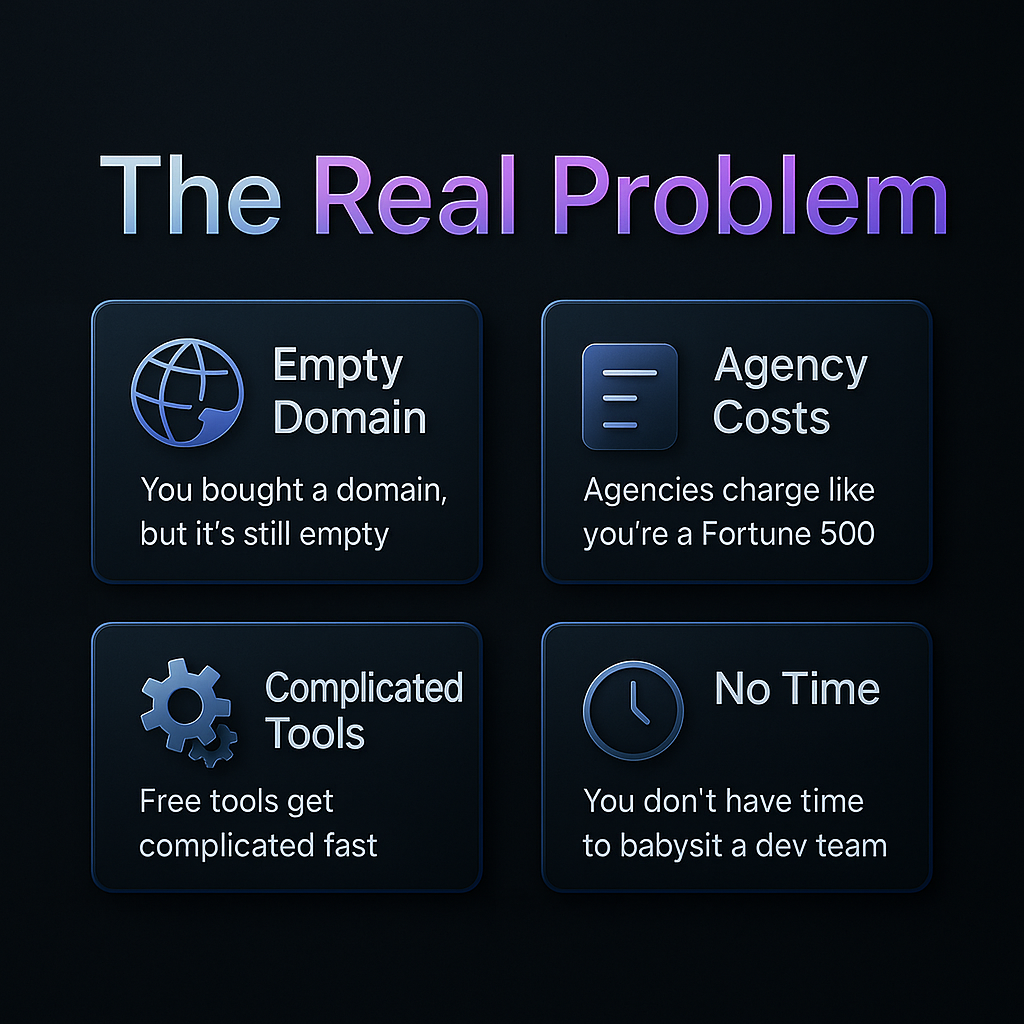 The Real Problem
Empty
Domain
You bought a domain,
but it’s still empty
Agency
Costs
Agencies charge like
you’re a Fortune 500
Complicated
Tools
Free tools get
complicated fast
No Time
You don't have time
to babysit a dev team